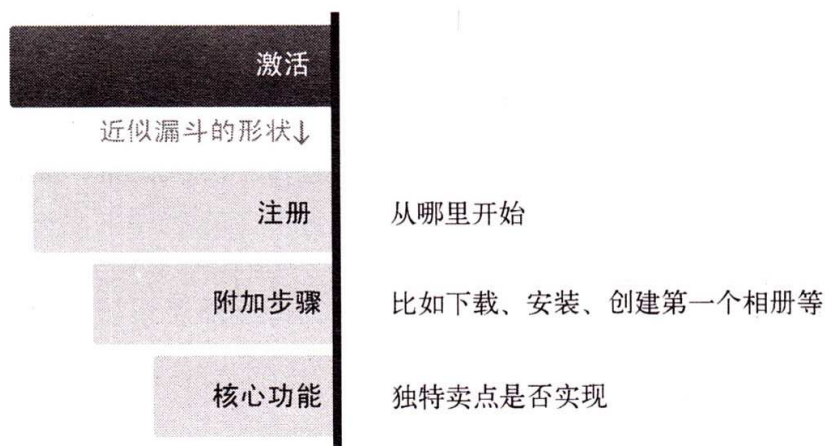 激活
近似漏斗的形状↓
注册 从哪里开始
附加步骤 比如下载、安装、创建第一个相册等
核心功能 独特卖点是否实现